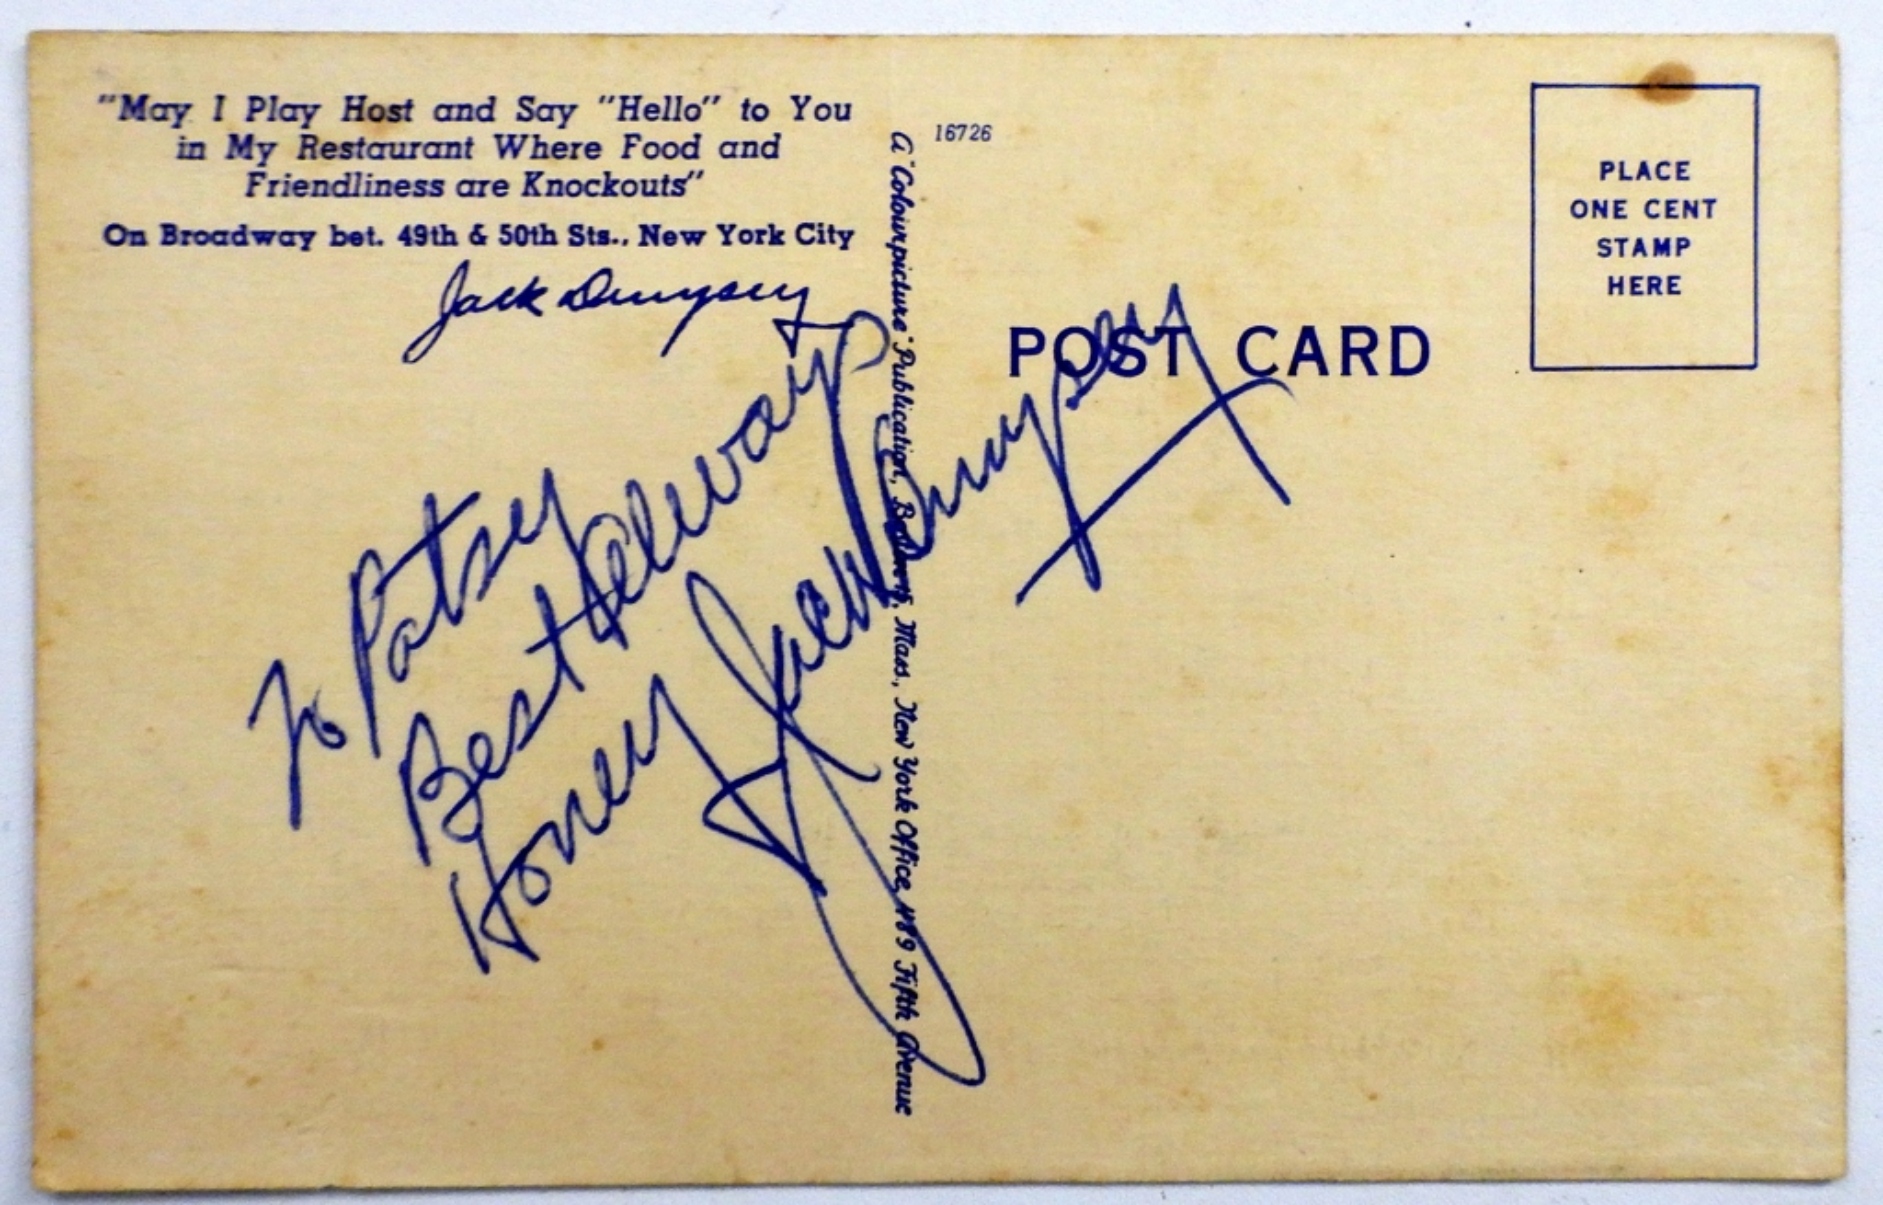 "May I Play Host and Say "Hello" to You
in My Restaurant Where Food and
Friendliness are Knockouts"
On Broadway bet. 49th & 50th Sts., New York City
Jack Dempsey
To Patsey
Best Always
Honey
Jack Dempsey
A "Colourpicture" Publication, Boston, Mass., New York Office, 489 Fifth Avenue
16726
POST CARD
PLACE
ONE CENT
STAMP
HERE